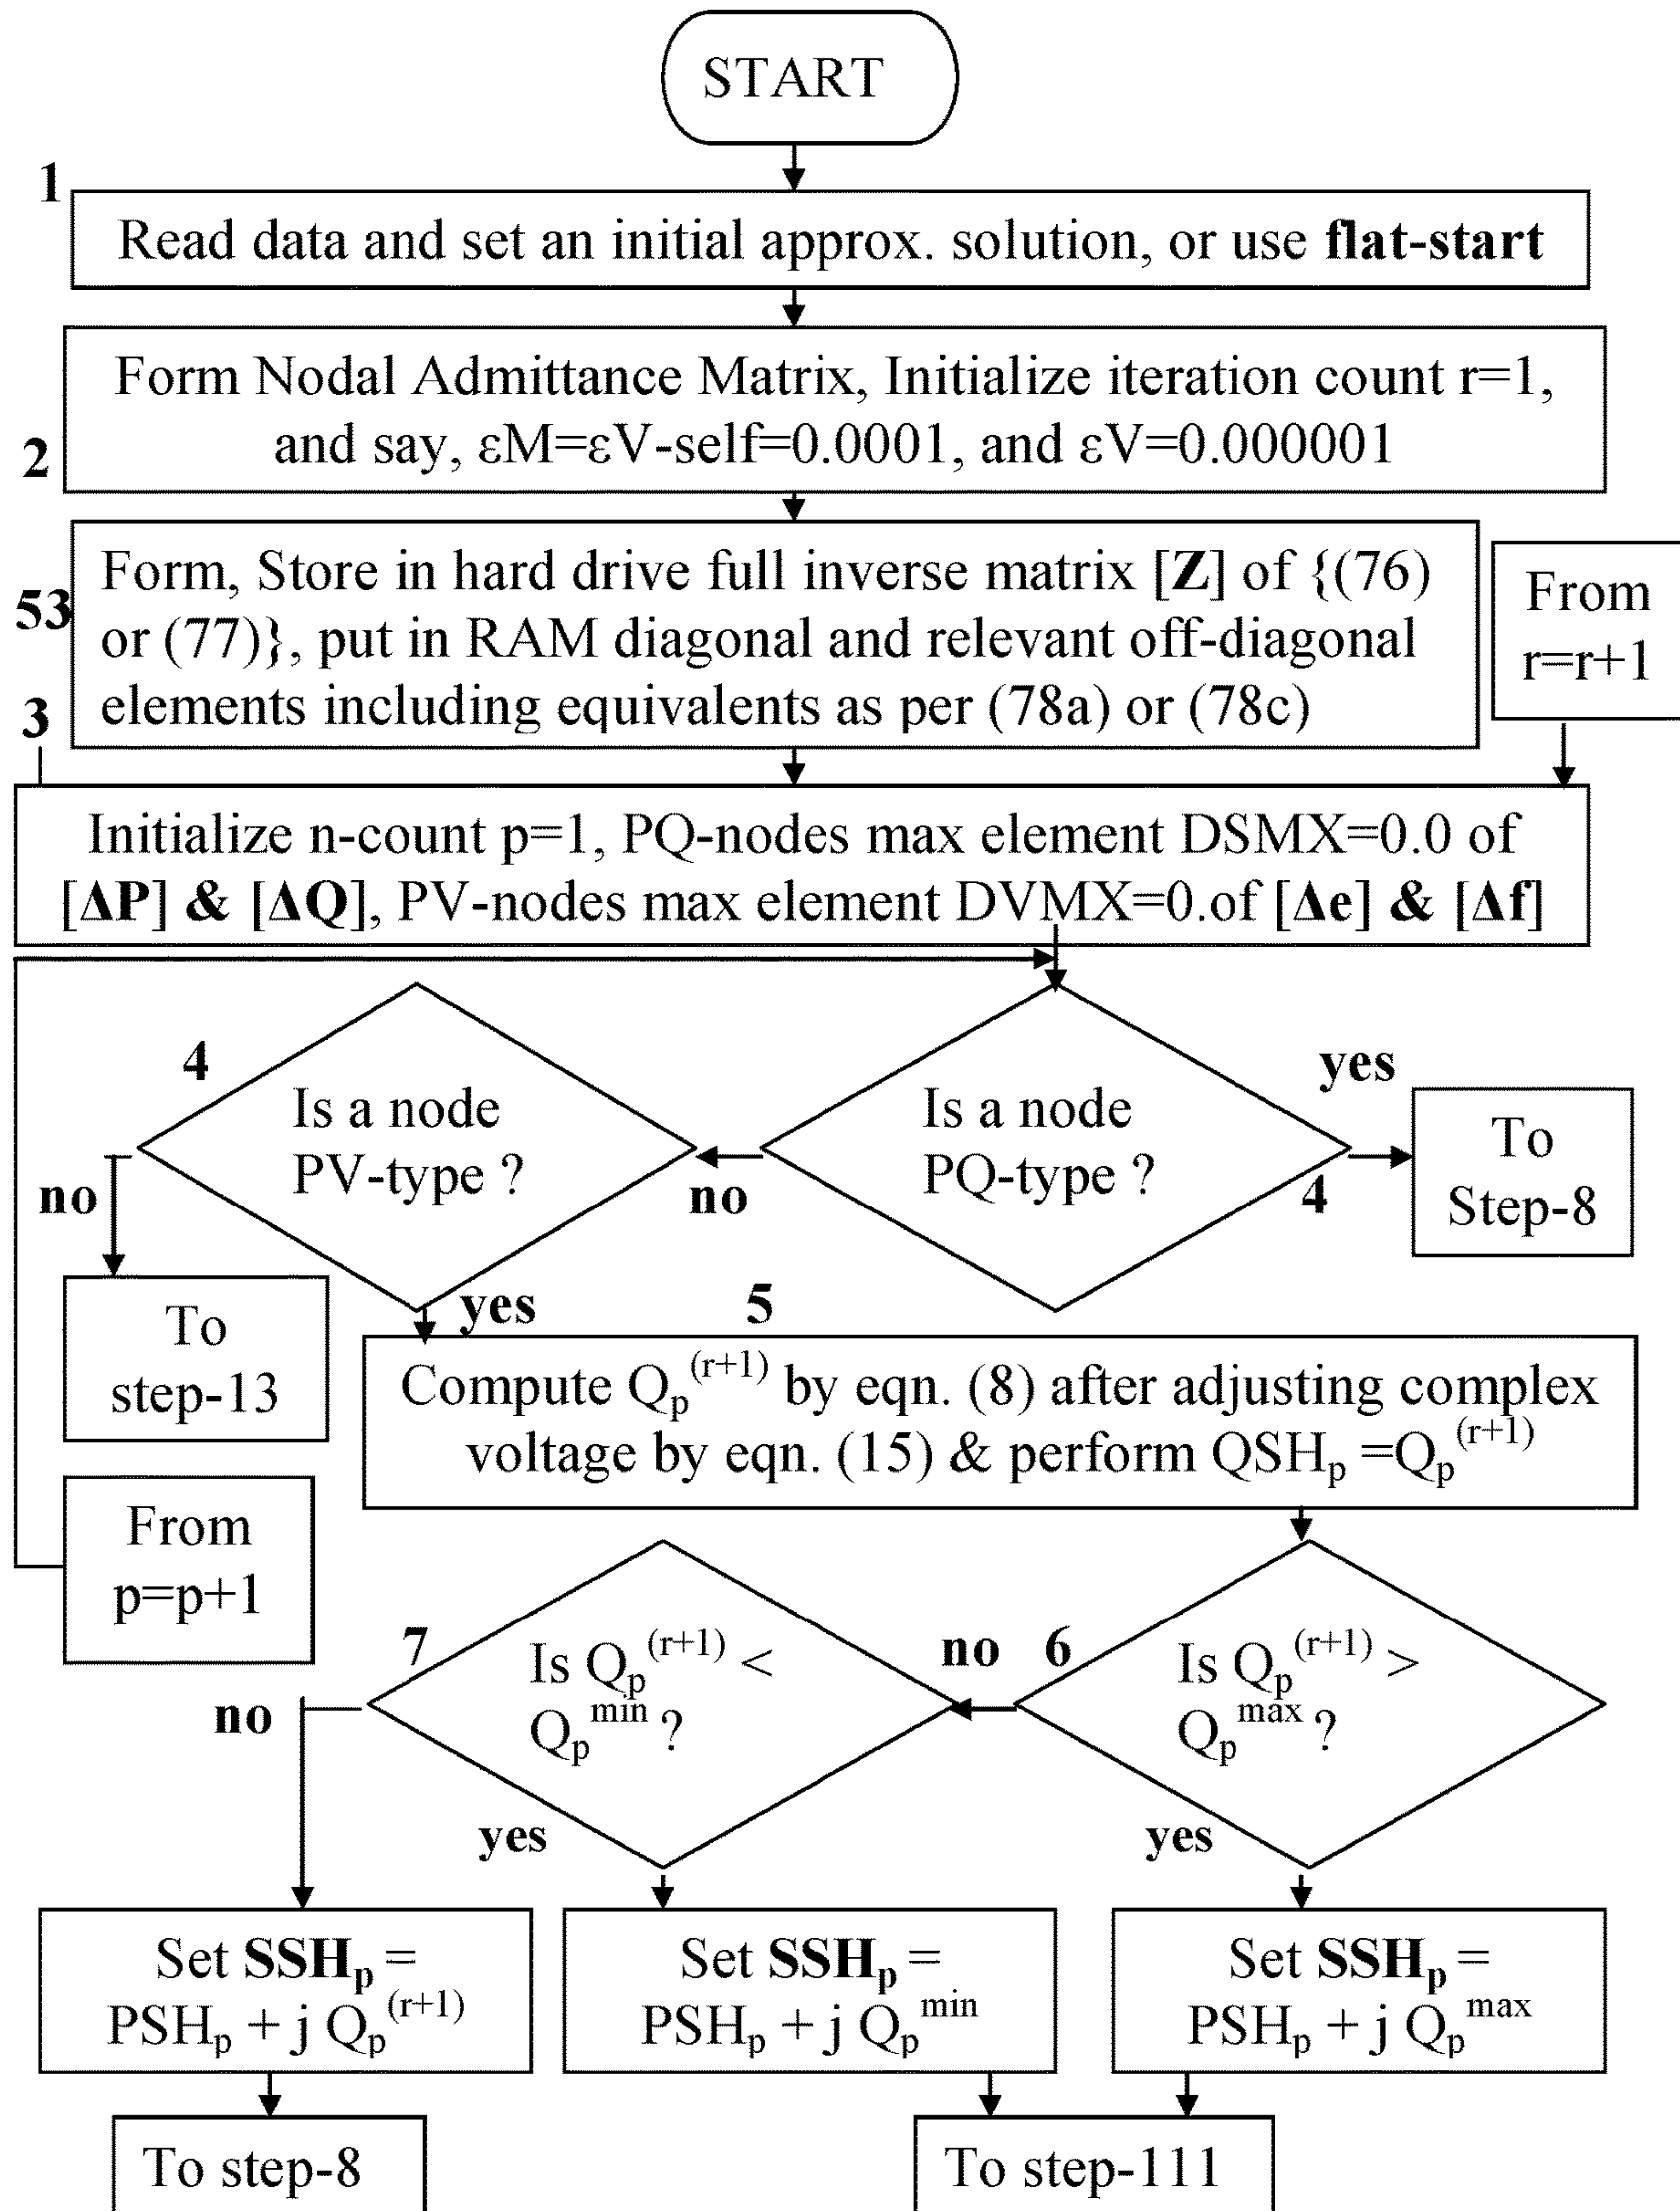 START
1
Read data and set an initial approx. solution, or use flat-start
Form Nodal Admittance Matrix, Initialize iteration count r=1,
2
and say, εM=εV-self=0.0001, and εV=0.000001
53
Form, Store in hard drive full inverse matrix [Z] of {(76)
or (77)}, put in RAM diagonal and relevant off-diagonal
elements including equivalents as per (78a) or (78c)
From
r=r+1
3
Initialize n-count p=1, PQ-nodes max element DSMX=0.0 of
[ΔP] & [ΔQ], PV-nodes max element DVMX=0.of [Δe] & [Δf]
4
Is a node
PV-type ?
no
Is a node
PQ-type ?
yes
4
To
Step-8
no
To
step-13
yes
5
Compute Qp^(r+1) by eqn. (8) after adjusting complex
voltage by eqn. (15) & perform QSHp =Qp^(r+1)
From
p=p+1
7
Is Qp^(r+1) <
Qp^min ?
no
6
Is Qp^(r+1) >
Qp^max ?
no
yes
yes
Set SSHp =
PSHp + j Qp^(r+1)
Set SSHp =
PSHp + j Qp^min
Set SSHp =
PSHp + j Qp^max
To step-8
To step-111